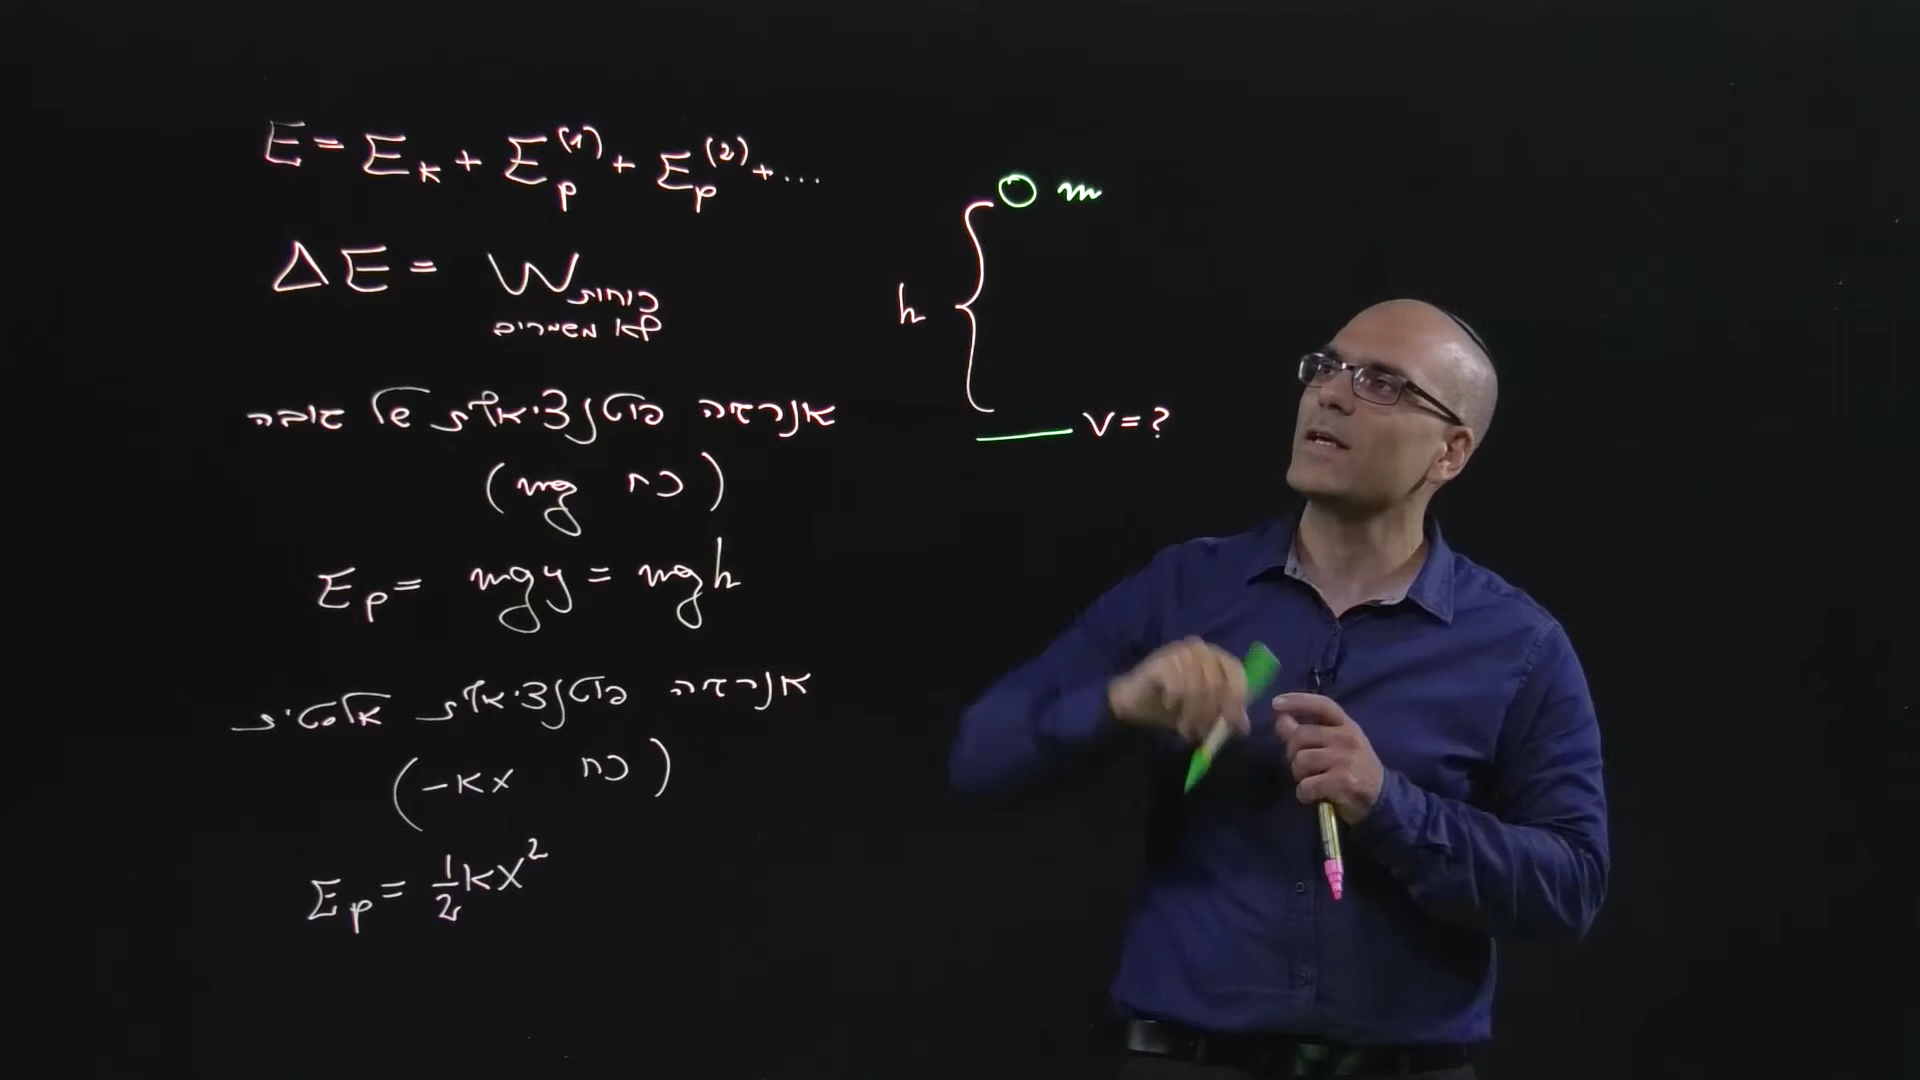 E = E_k + E_p^(1) + E_p^(2) + ...
ΔE = W כוחות
לא משמרים
אנרגיה פוטנציאלית של גובה
(כח mg)
E_p = mgy = mgh
אנרגיה פוטנציאלית אלסטית
(כח -kx)
E_p = ½kx²
m
h
v = ?